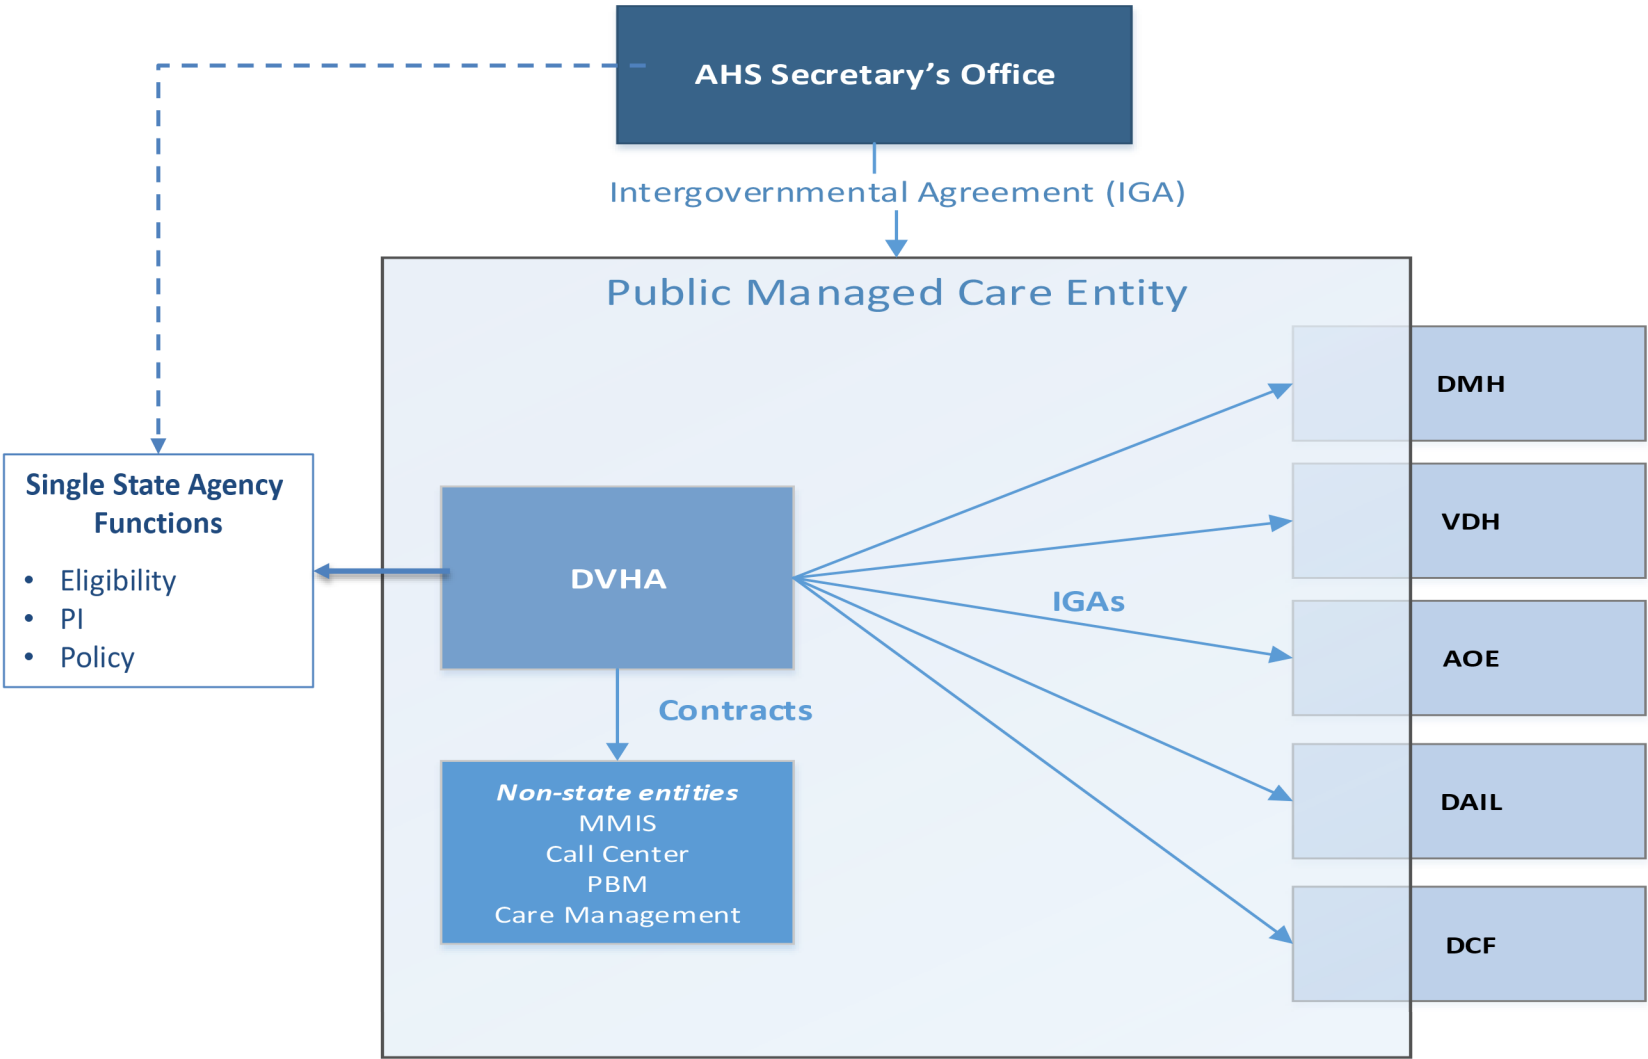 AHS Secretary’s Office
Intergovernmental Agreement (IGA)
Public Managed Care Entity
Single State Agency
Functions
• Eligibility
• PI
• Policy
DVHA
Contracts
Non-state entities
MMIS
Call Center
PBM
Care Management
IGAs
DMH
VDH
AOE
DAIL
DCF